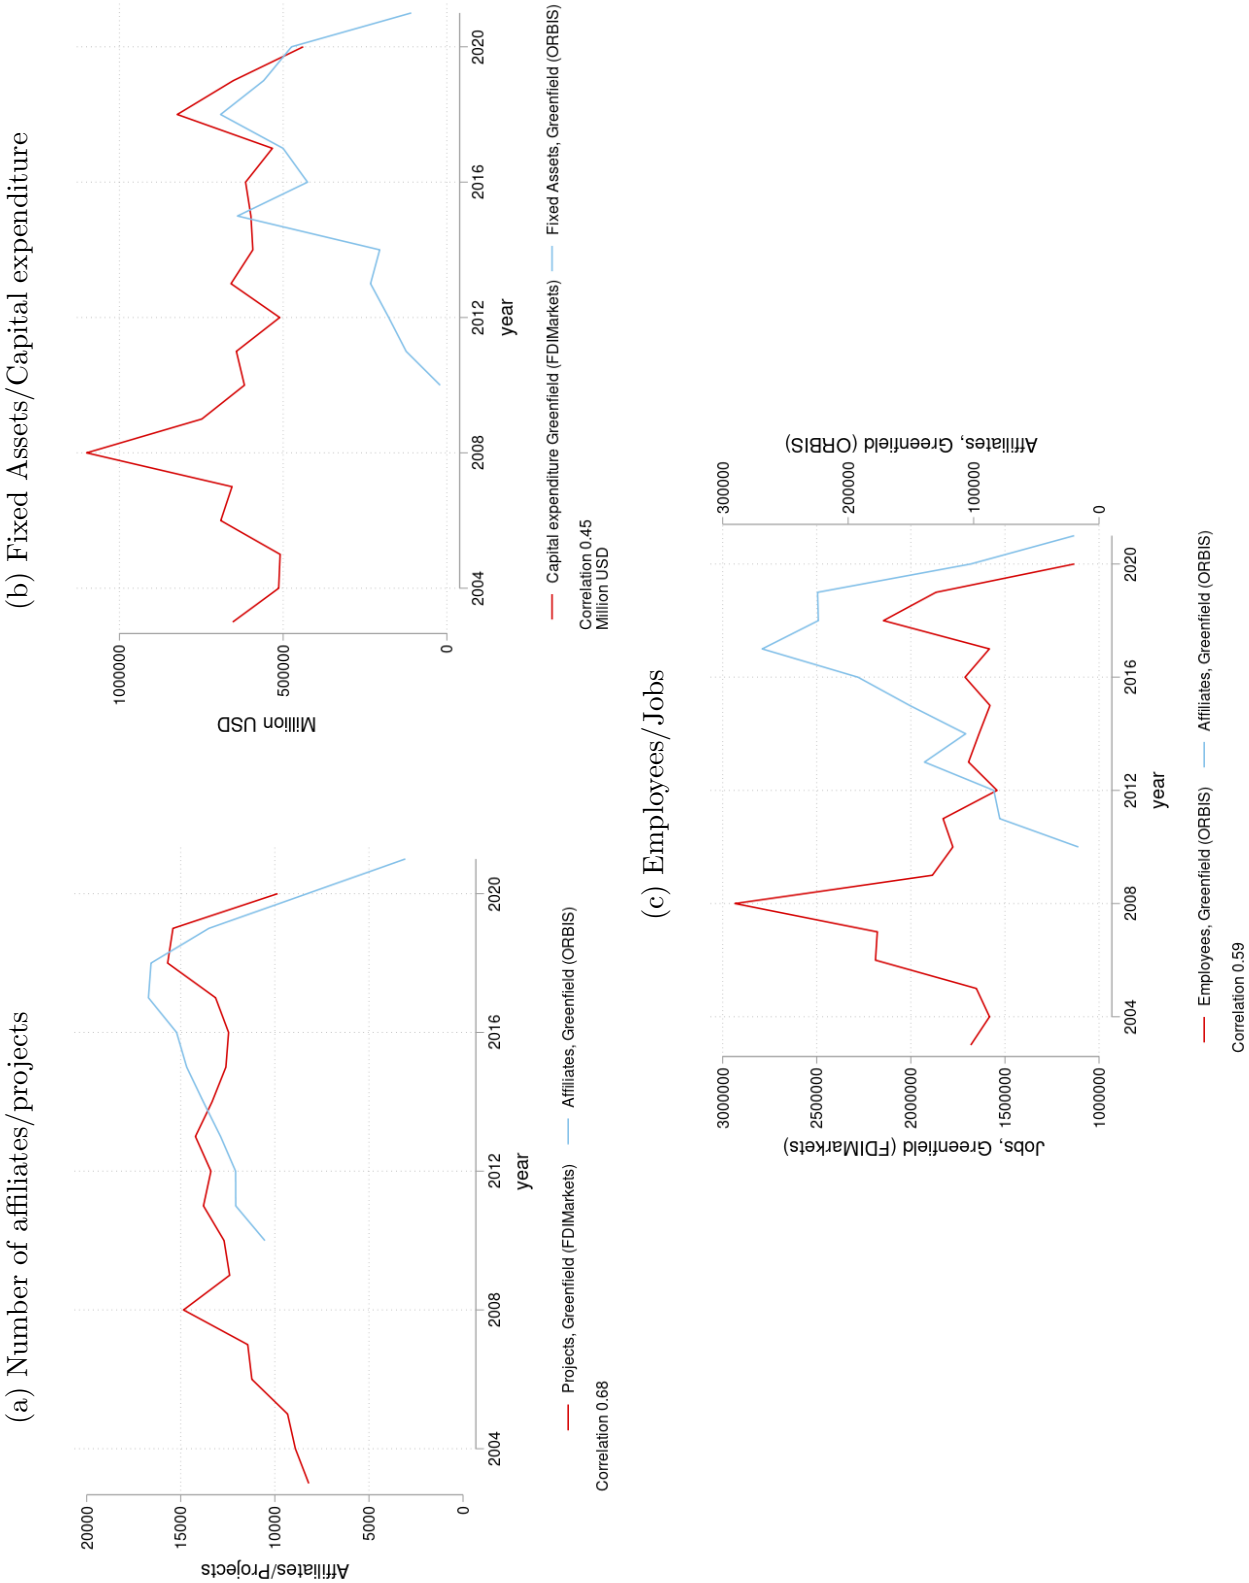 (a) Number of affiliates/projects
Affiliates/Projects
20000
15000
10000
5000
0
2004
2008
2012
2016
2020
year
Projects, Greenfield (FDIMarkets)
Affiliates, Greenfield (ORBIS)
Correlation 0.68
(b) Fixed Assets/Capital expenditure
Million USD
1000000
500000
0
2004
2008
2012
2016
2020
year
Capital expenditure Greenfield (FDIMarkets)
Fixed Assets, Greenfield (ORBIS)
Correlation 0.45
Million USD
(c) Employees/Jobs
Jobs, Greenfield (FDIMarkets)
3000000
2500000
2000000
1500000
1000000
Affiliates, Greenfield (ORBIS)
300000
200000
100000
0
2004
2008
2012
2016
2020
year
Employees, Greenfield (ORBIS)
Affiliates, Greenfield (ORBIS)
Correlation 0.59